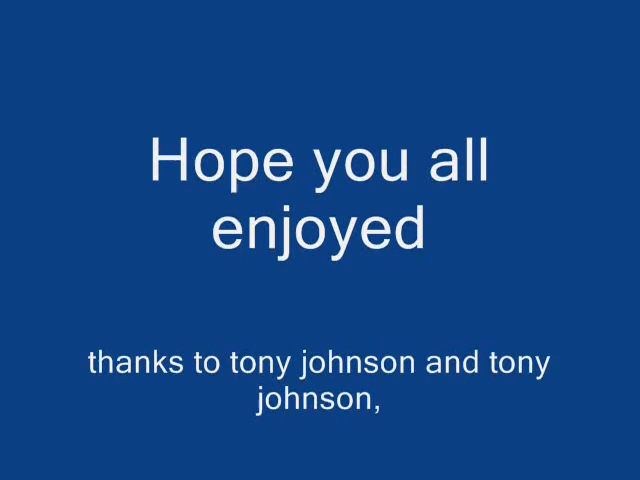 Hope you all
enjoyed
thanks to tony johnson and tony
johnson,